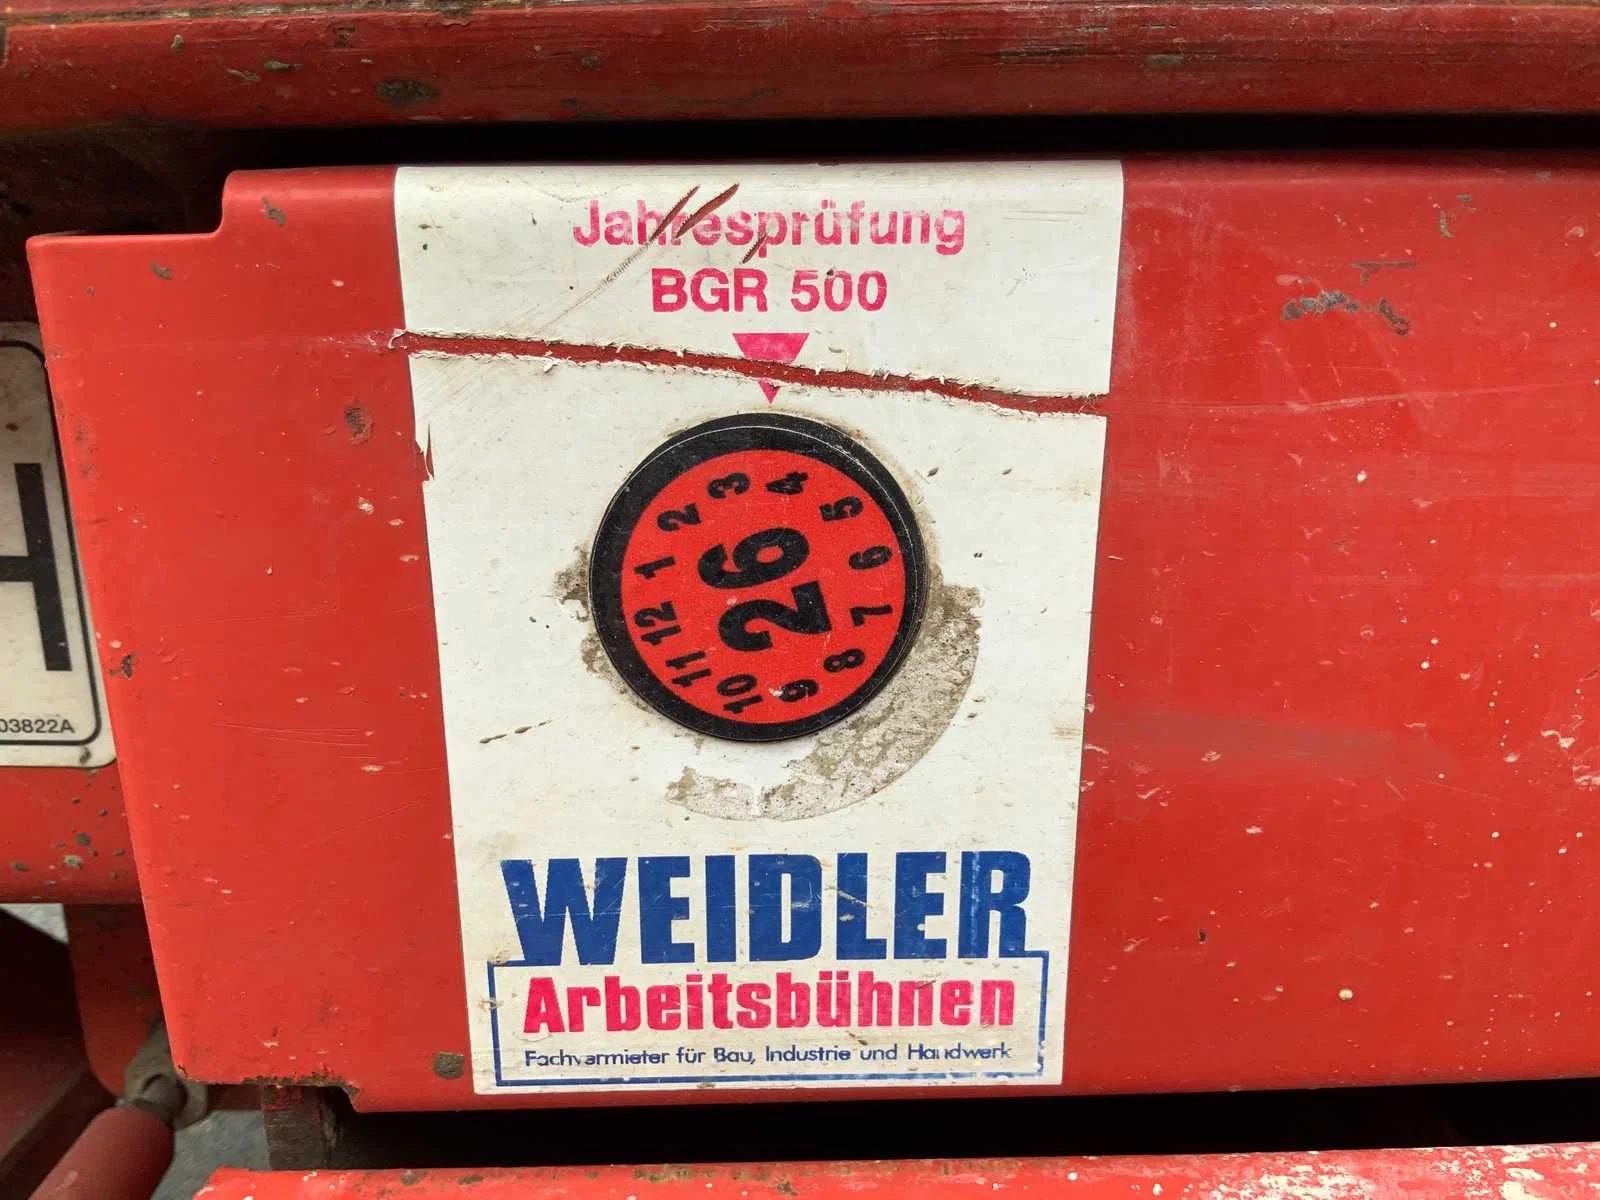 Jahresprüfung
BGR 500
1 2 3 4 5 6 7 8 9 10 11 12
26
WEIDLER
Arbeitsbühnen
Fachvermieter für Bau, Industrie und Handwerk
H
03822A